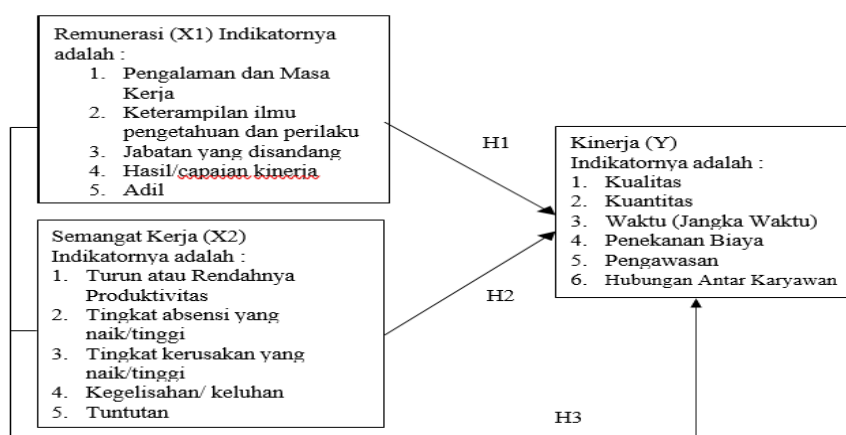 Remunerasi (X1) Indikatornya
adalah :
1. Pengalaman dan Masa
Kerja
2. Keterampilan ilmu
pengetahuan dan perilaku
3. Jabatan yang disandang
4. Hasil/capaian kinerja
5. Adil
Semangat Kerja (X2)
Indikatornya adalah :
1. Turun atau Rendahnya
Produktivitas
2. Tingkat absensi yang
naik/tinggi
3. Tingkat kerusakan yang
naik/tinggi
4. Kegelisahan/ keluhan
5. Tuntutan
H1
H2
Kinerja (Y)
Indikatornya adalah :
1. Kualitas
2. Kuantitas
3. Waktu (Jangka Waktu)
4. Penekanan Biaya
5. Pengawasan
6. Hubungan Antar Karyawan
H3